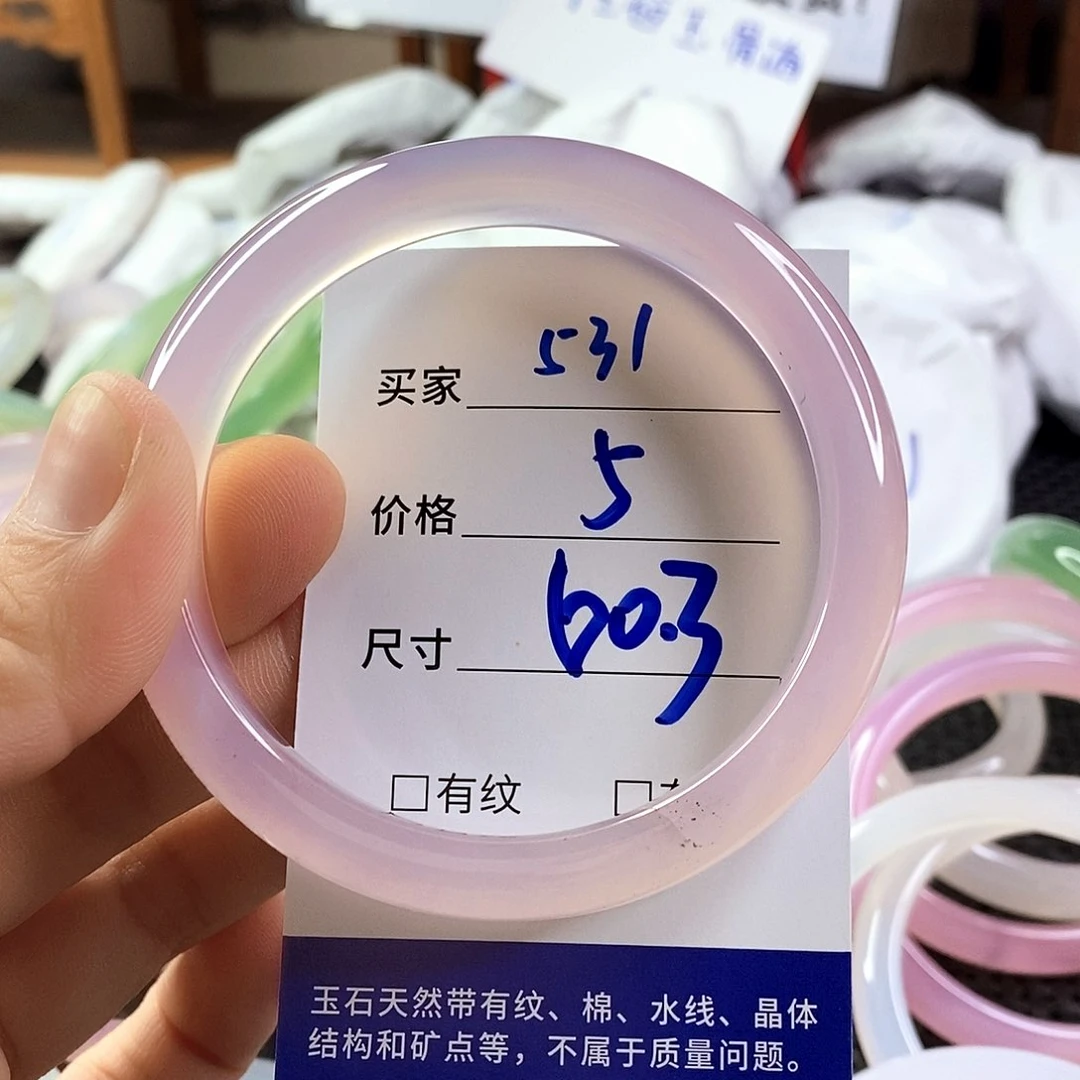 买家 531
价格 5
尺寸 60.3
□有纹 □
玉石天然带有纹、棉、水线、晶体
结构和矿点等，不属于质量问题。